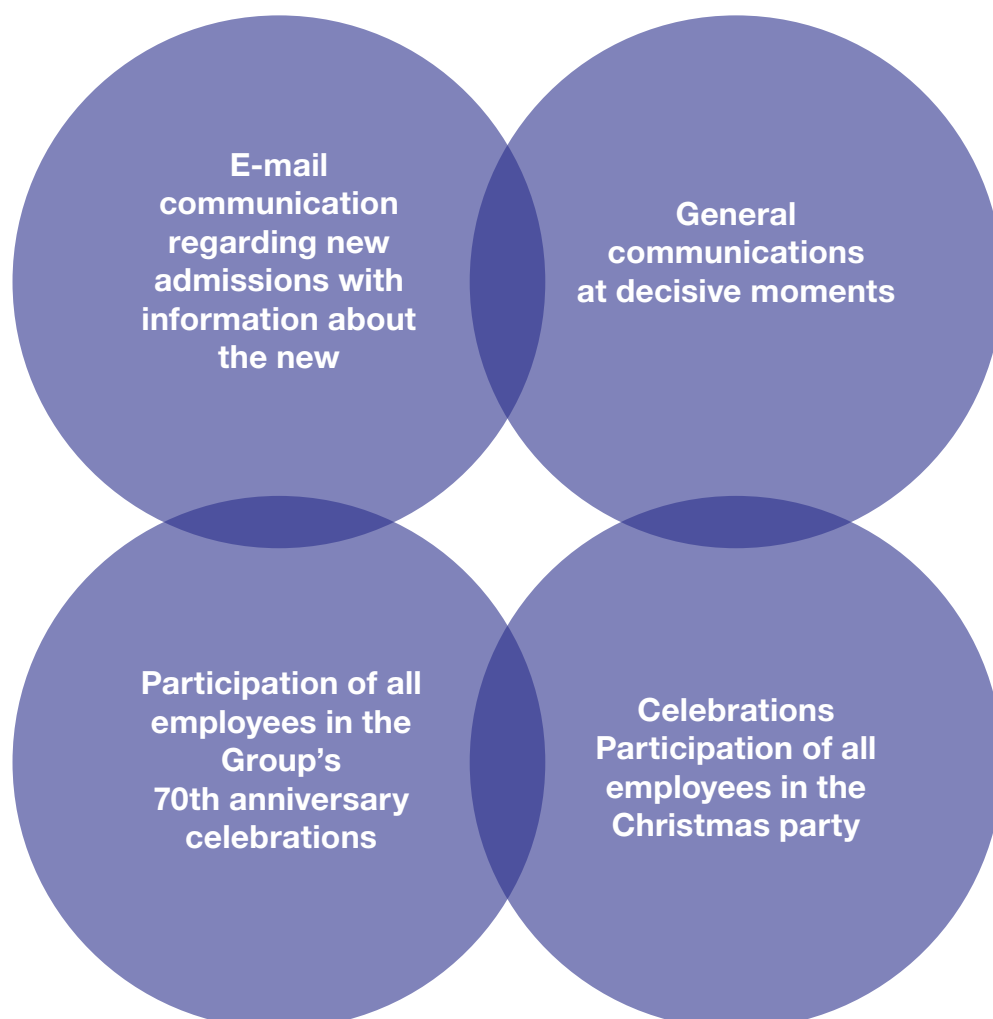 E-mail
communication
regarding new
admissions with
information about
the new
General
communications
at decisive moments
Participation of all
employees in the
Group’s
70th anniversary
celebrations
Celebrations
Participation of all
employees in the
Christmas party